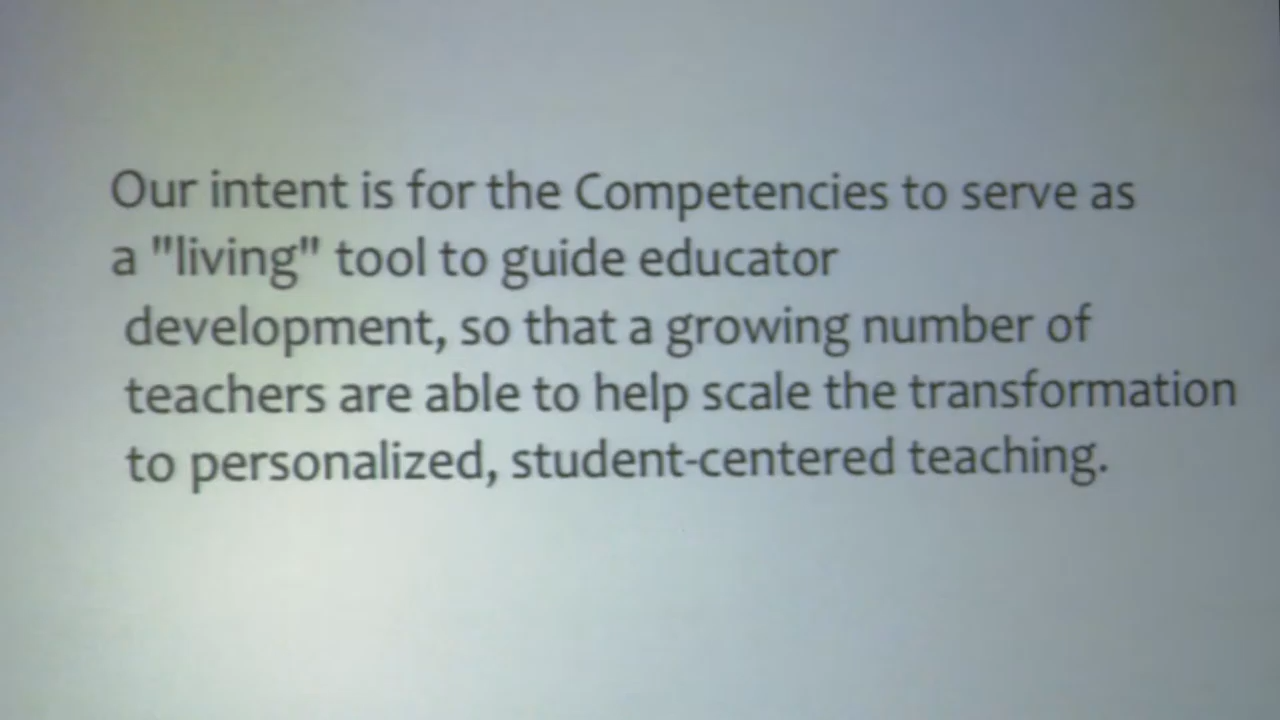 Our intent is for the Competencies to serve as
a "living" tool to guide educator
development, so that a growing number of
teachers are able to help scale the transformation
to personalized, student-centered teaching.